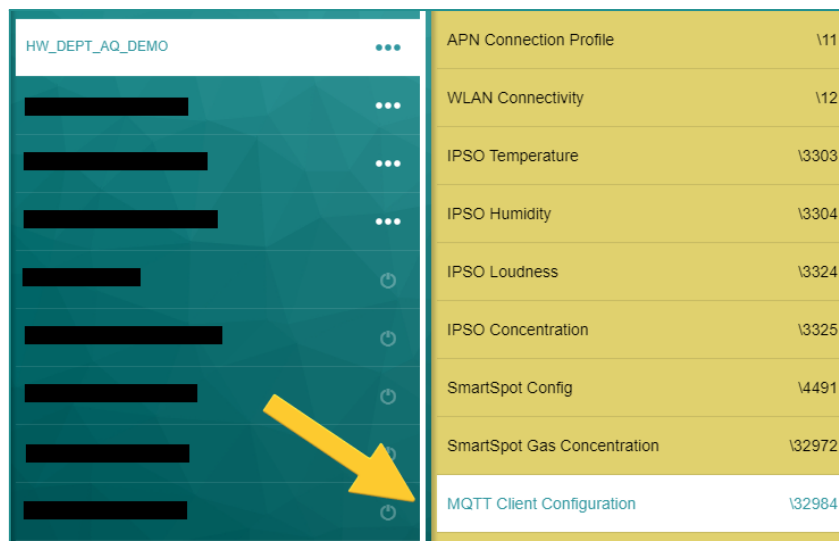 HW_DEPT_AQ_DEMO
APN Connection Profile \11
WLAN Connectivity \12
IPSO Temperature \3303
IPSO Humidity \3304
IPSO Loudness \3324
IPSO Concentration \3325
SmartSpot Config \4491
SmartSpot Gas Concentration \32972
MQTT Client Configuration \32984